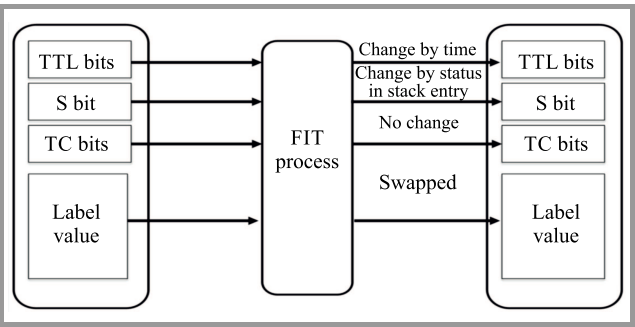 TTL bits
S bit
TC bits
Label
value
FIT
process
Change by time
Change by status
in stack entry
No change
Swapped
TTL bits
S bit
TC bits
Label
value